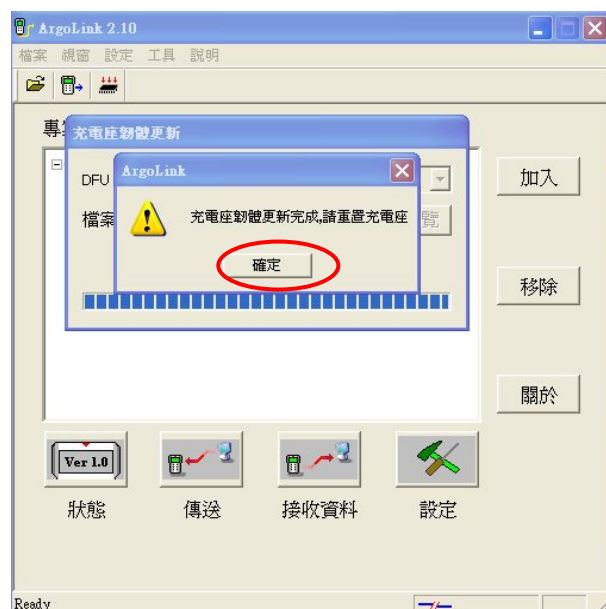 ArgoLink 2.10
檔案 視窗 設定 工具 說明
專
充電座韌體更新
ArgoLink
DFU
加入
充電座韌體更新完成,請重置充電座
檔案
覽
確定
移除
關於
Ver 1.0
狀態 傳送 接收資料 設定
Ready